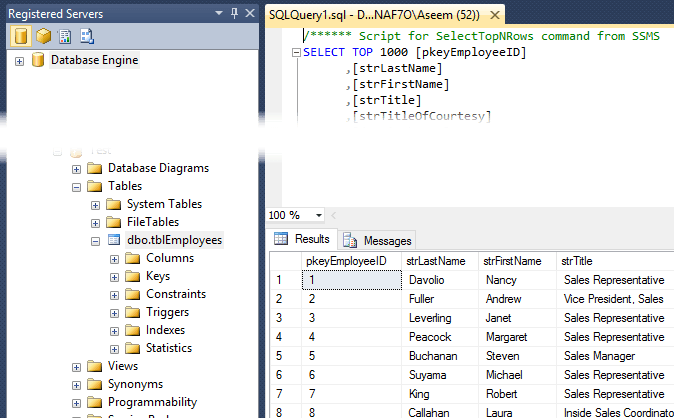 Registered Servers
Database Engine
Database Diagrams
Tables
System Tables
FileTables
dbo.tblEmployees
Columns
Keys
Constraints
Triggers
Indexes
Statistics
Views
Synonyms
Programmability
SQLQuery1.sql - D...NAF7O\Aseem (52))
/****** Script for SelectTopNRows command from SSMS
SELECT TOP 1000 [pkeyEmployeeID]
,[strLastName]
,[strFirstName]
,[strTitle]
,[strTitleOfCourtesy]
100 %
Results Messages
pkeyEmployeeID strLastName strFirstName strTitle
1 1 Davolio Nancy Sales Representative
2 2 Fuller Andrew Vice President, Sales
3 3 Leverling Janet Sales Representative
4 4 Peacock Margaret Sales Representative
5 5 Buchanan Steven Sales Manager
6 6 Suyama Michael Sales Representative
7 7 King Robert Sales Representative
8 8 Callahan Laura Inside Sales Coordinato